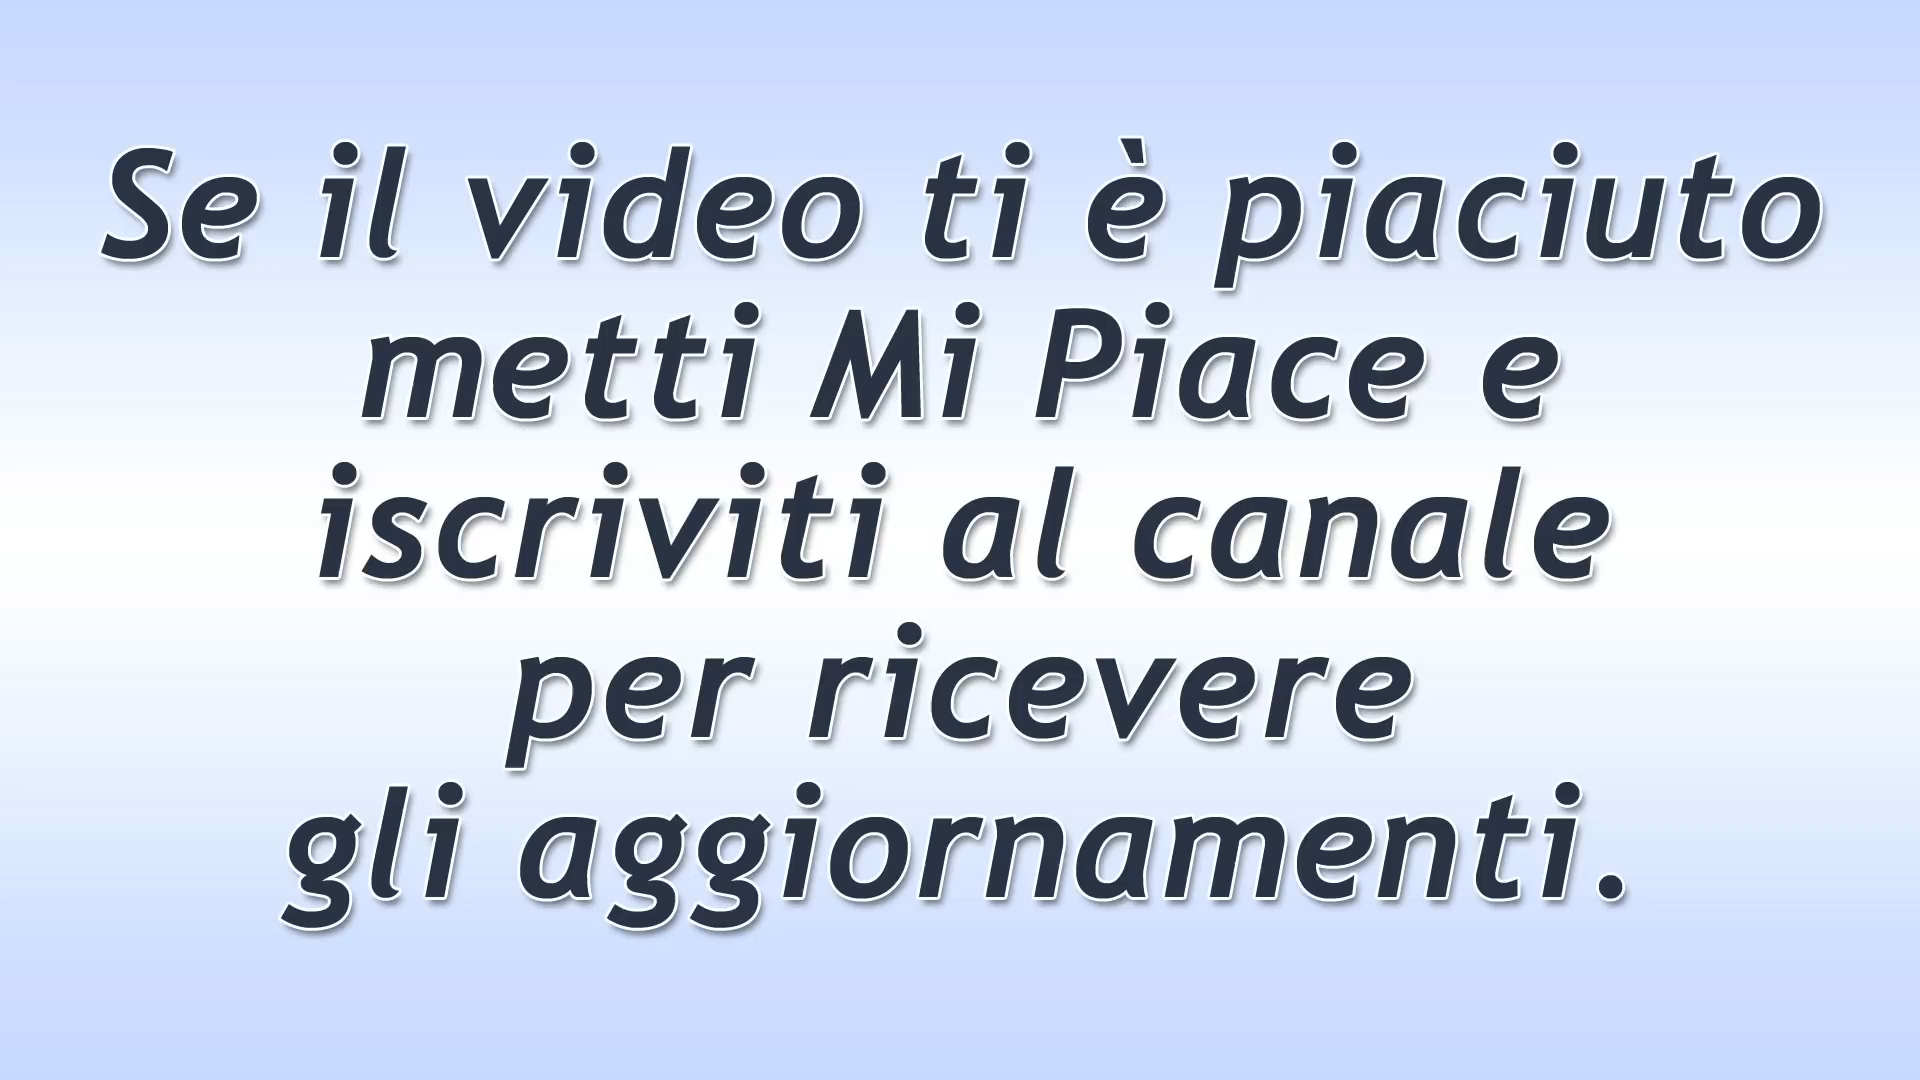 Se il video ti è piaciuto
metti Mi Piace e
iscriviti al canale
per ricevere
gli aggiornamenti.